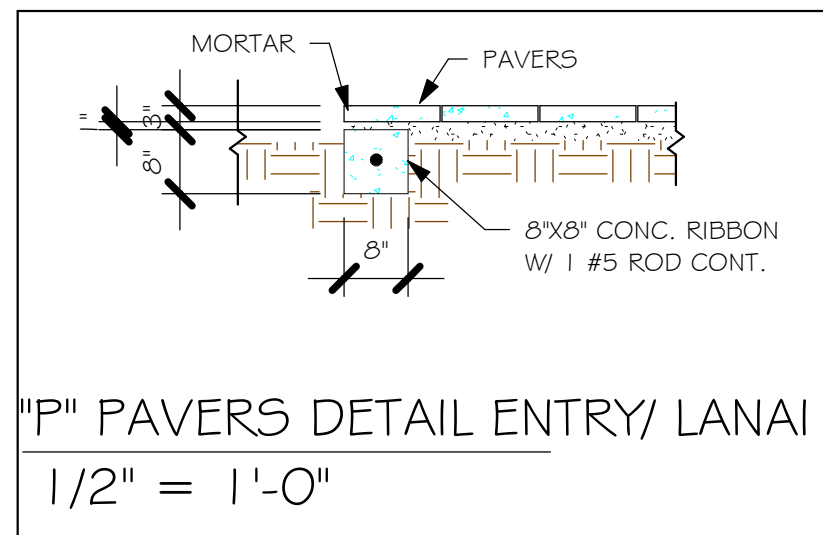 MORTAR
PAVERS
1"
3"
8"
8"
8"X8" CONC. RIBBON
W/ 1 #5 ROD CONT.
"P" PAVERS DETAIL ENTRY/ LANAI
1/2" = 1'-0"